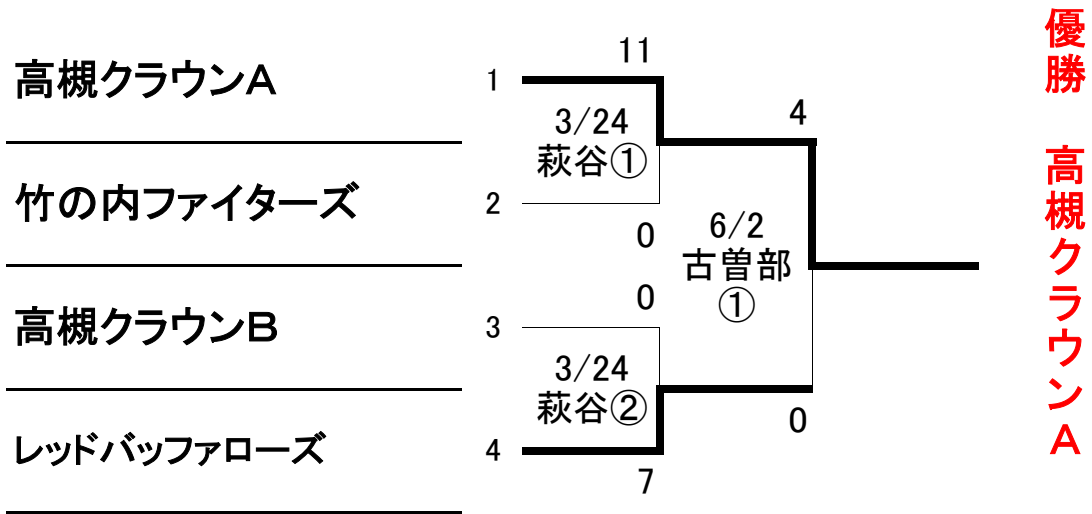 高槻クラウンA
1
11
3/24
萩谷①
竹の内ファイターズ
2
0
4
6/2
古曽部
①
高槻クラウンB
3
0
3/24
萩谷②
レッドバッファローズ
4
7
0
優勝 高槻クラウンA